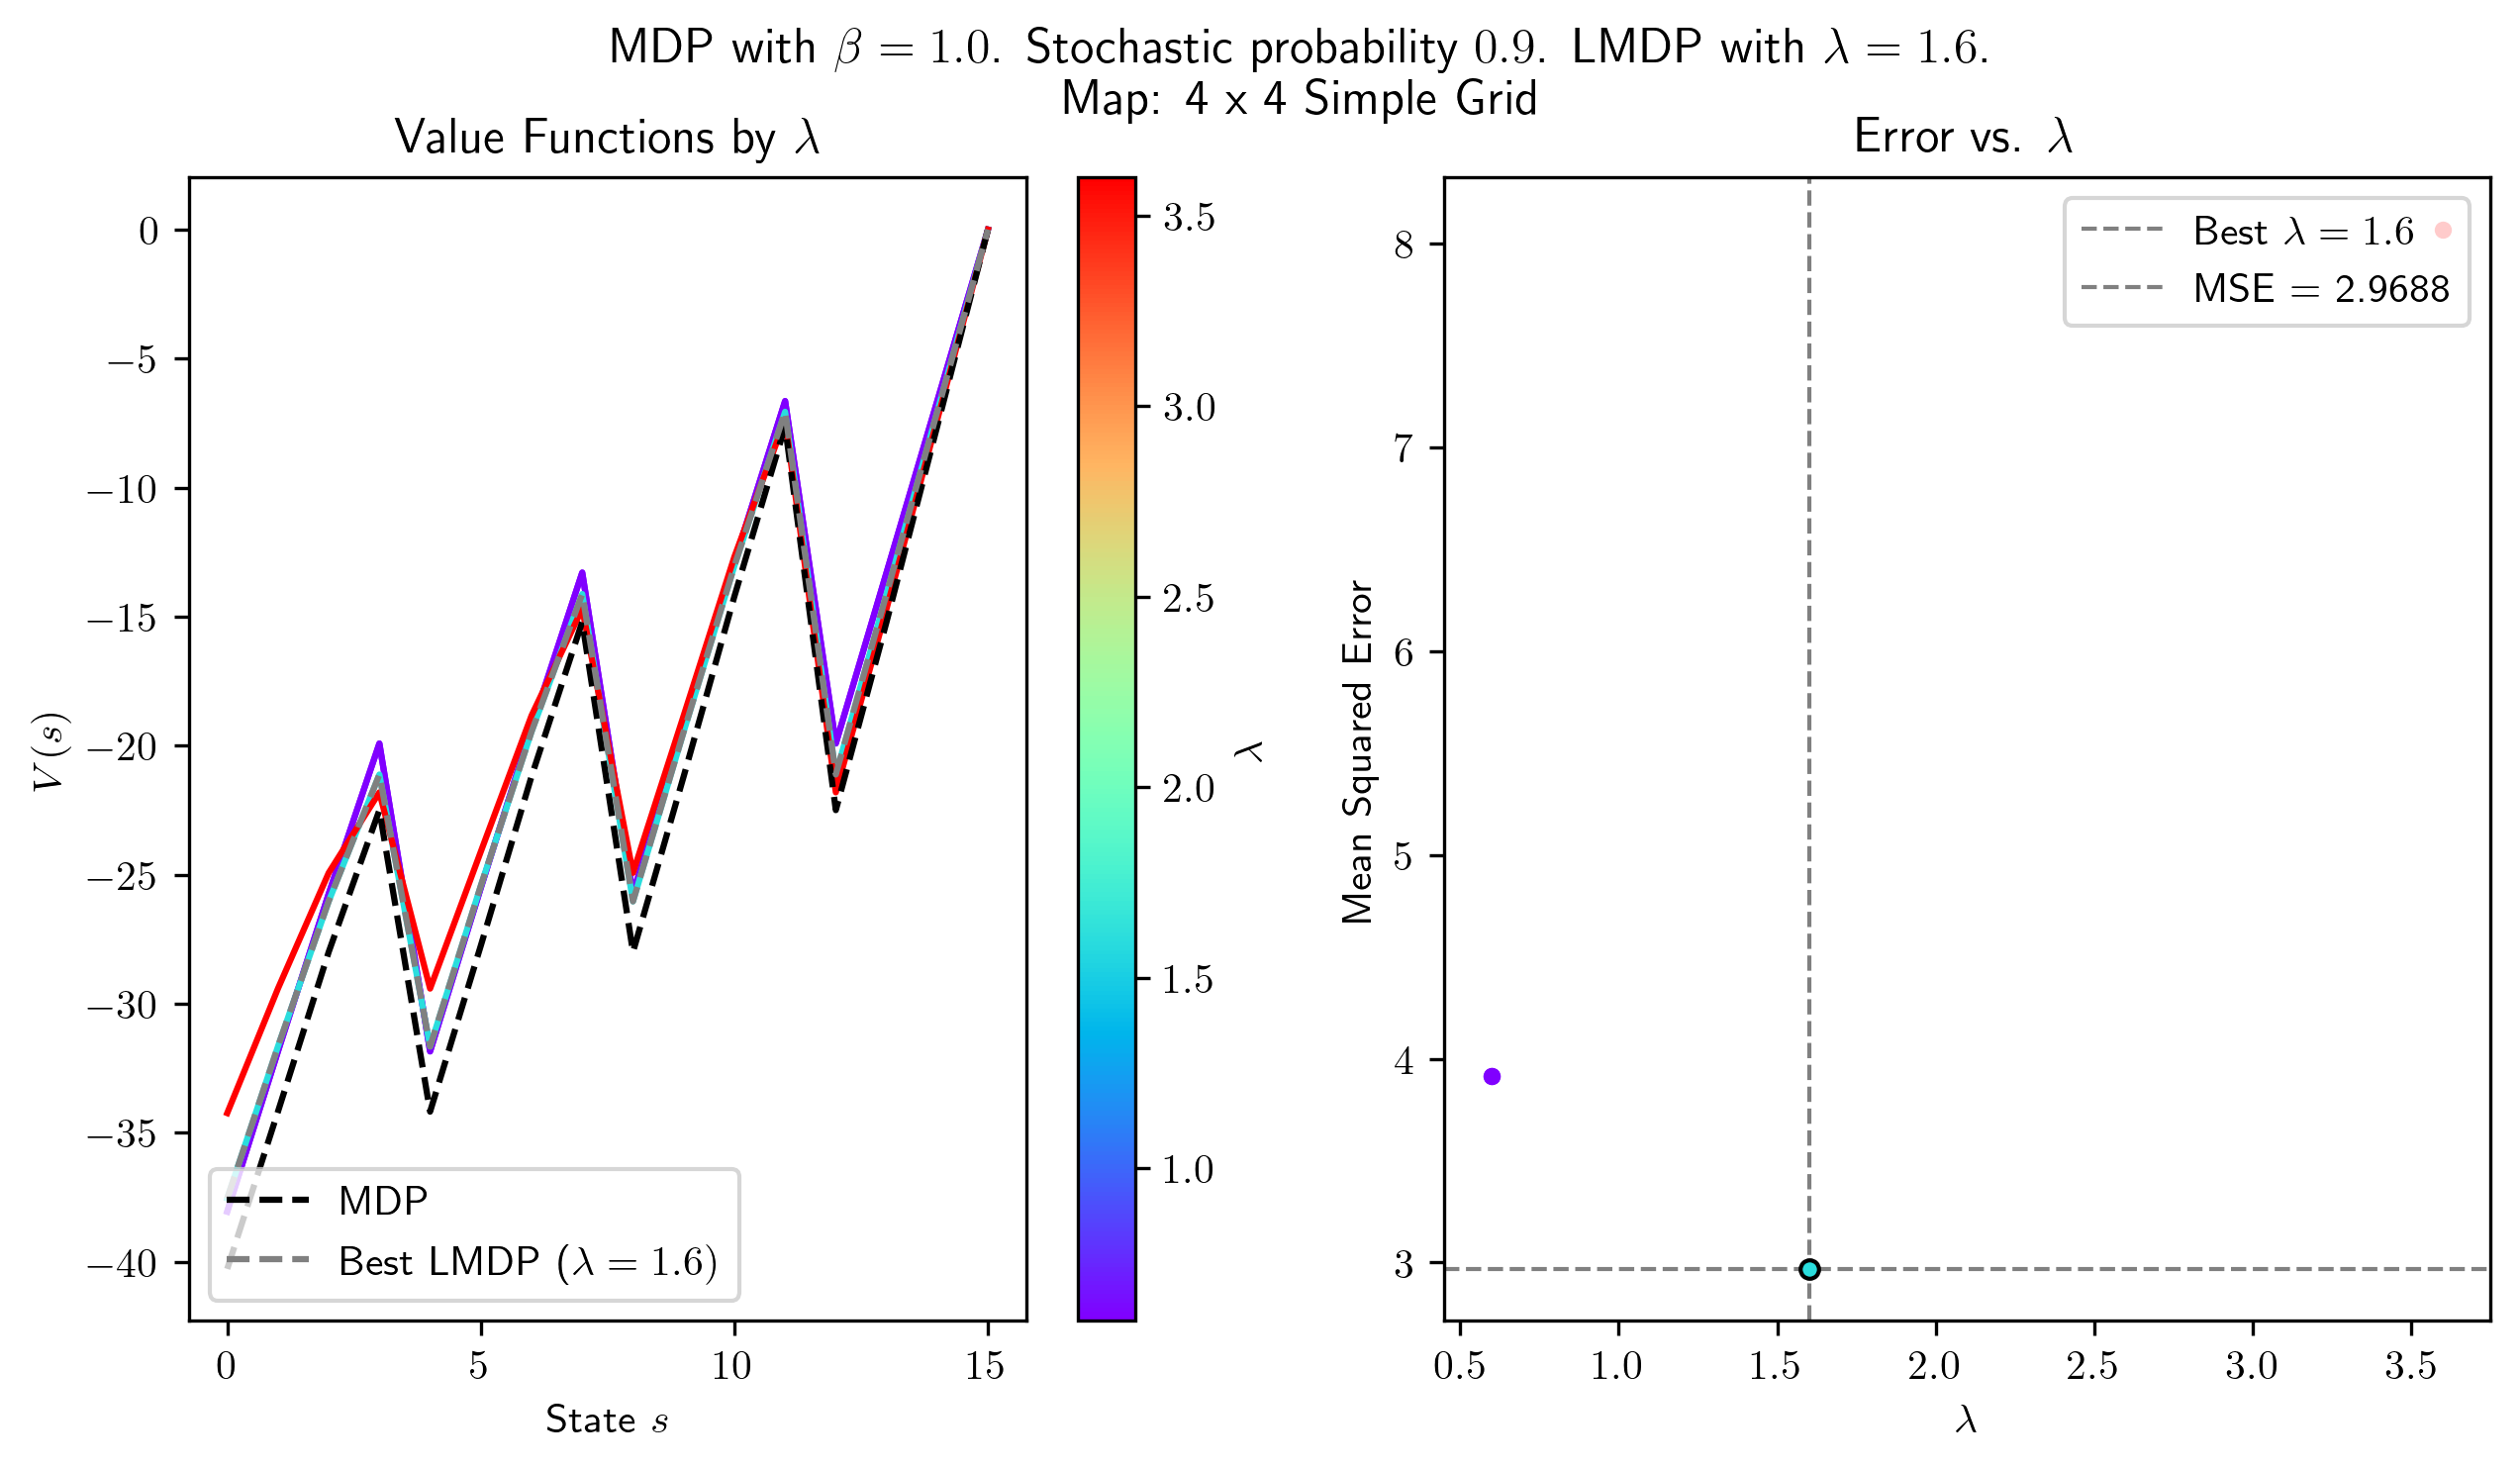 MDP with β = 1.0. Stochastic probability 0.9. LMDP with λ = 1.6.
Map: 4 x 4 Simple Grid
Value Functions by λ
0
−5
−10
−15
−20
−25
−30
−35
−40
V(s)
0 5 10 15
State s
MDP
Best LMDP (λ = 1.6)
3.5
3.0
2.5
2.0
1.5
1.0
λ
Error vs. λ
8
7
6
5
4
3
Mean Squared Error
0.5 1.0 1.5 2.0 2.5 3.0 3.5
λ
Best λ = 1.6
MSE = 2.9688